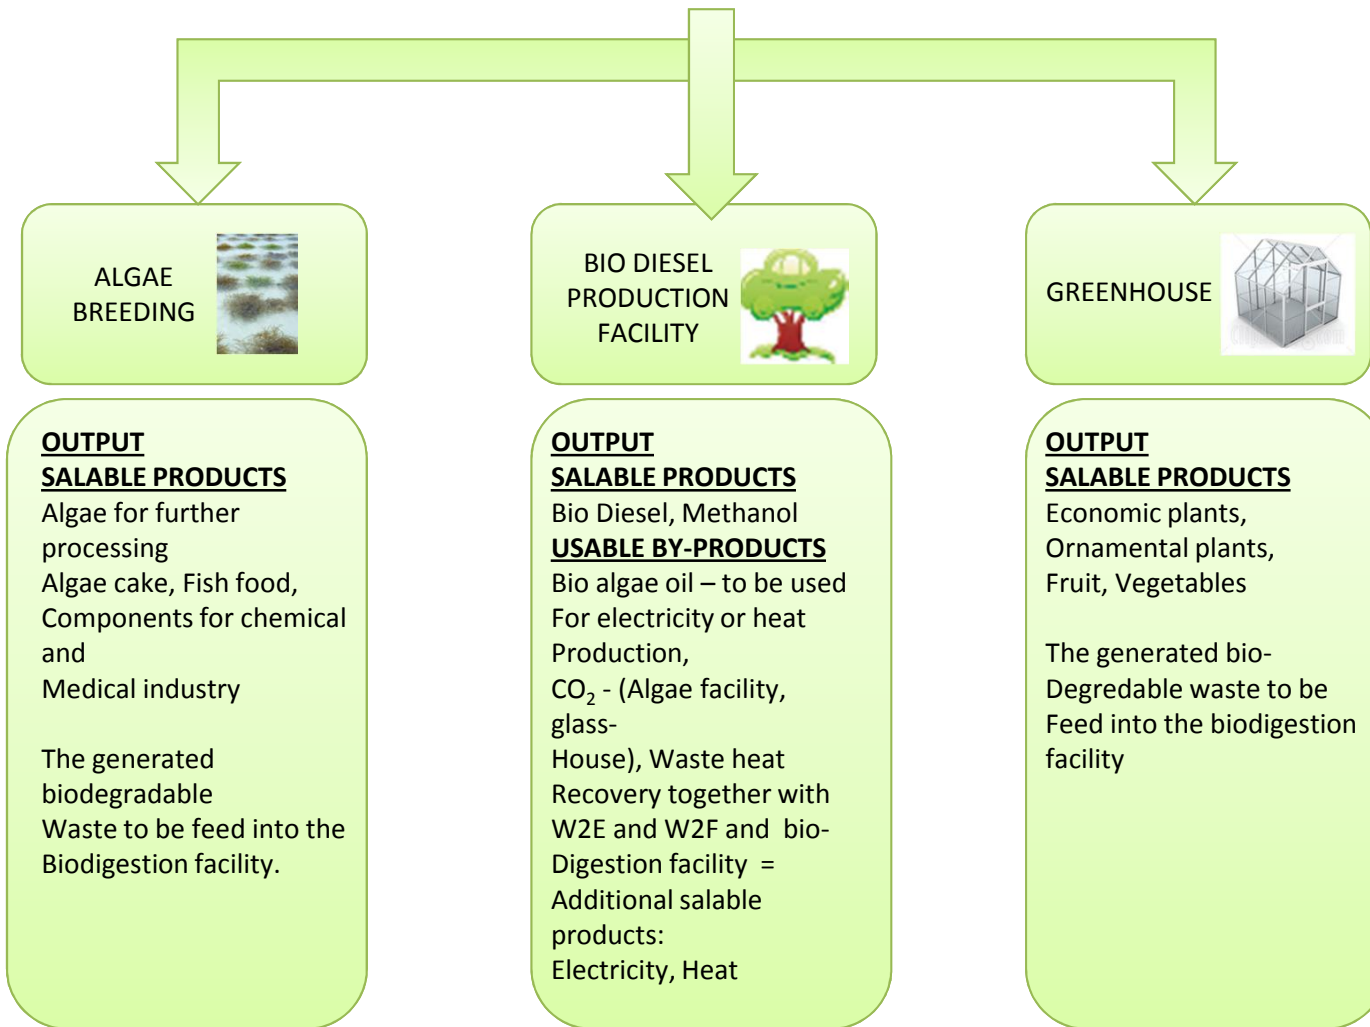 ALGAE
BREEDING
BIO DIESEL
PRODUCTION
FACILITY
GREENHOUSE
OUTPUT
SALABLE PRODUCTS
Algae for further
processing
Algae cake, Fish food,
Components for chemical
and
Medical industry
The generated
biodegradable
Waste to be feed into the
Biodigestion facility.
OUTPUT
SALABLE PRODUCTS
Bio Diesel, Methanol
USABLE BY-PRODUCTS
Bio algae oil – to be used
For electricity or heat
Production,
CO₂ - (Algae facility,
glass-
House), Waste heat
Recovery together with
W2E and W2F and  bio-
Digestion facility  =
Additional salable
products:
Electricity, Heat
OUTPUT
SALABLE PRODUCTS
Economic plants,
Ornamental plants,
Fruit, Vegetables
The generated bio-
Degredable waste to be
Feed into the biodigestion
facility